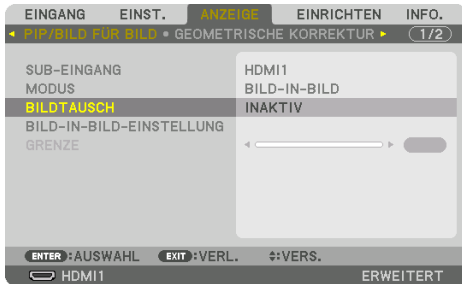 EINGANG EINST. ANZEIGE EINRICHTEN INFO.
PIP/BILD FÜR BILD • GEOMETRISCHE KORREKTUR 1/2
SUB-EINGANG HDMI1
MODUS BILD-IN-BILD
BILDTAUSCH INAKTIV
BILD-IN-BILD-EINSTELLUNG
GRENZE
ENTER :AUSWAHL EXIT :VERL. :VERS.
HDMI1 ERWEITERT